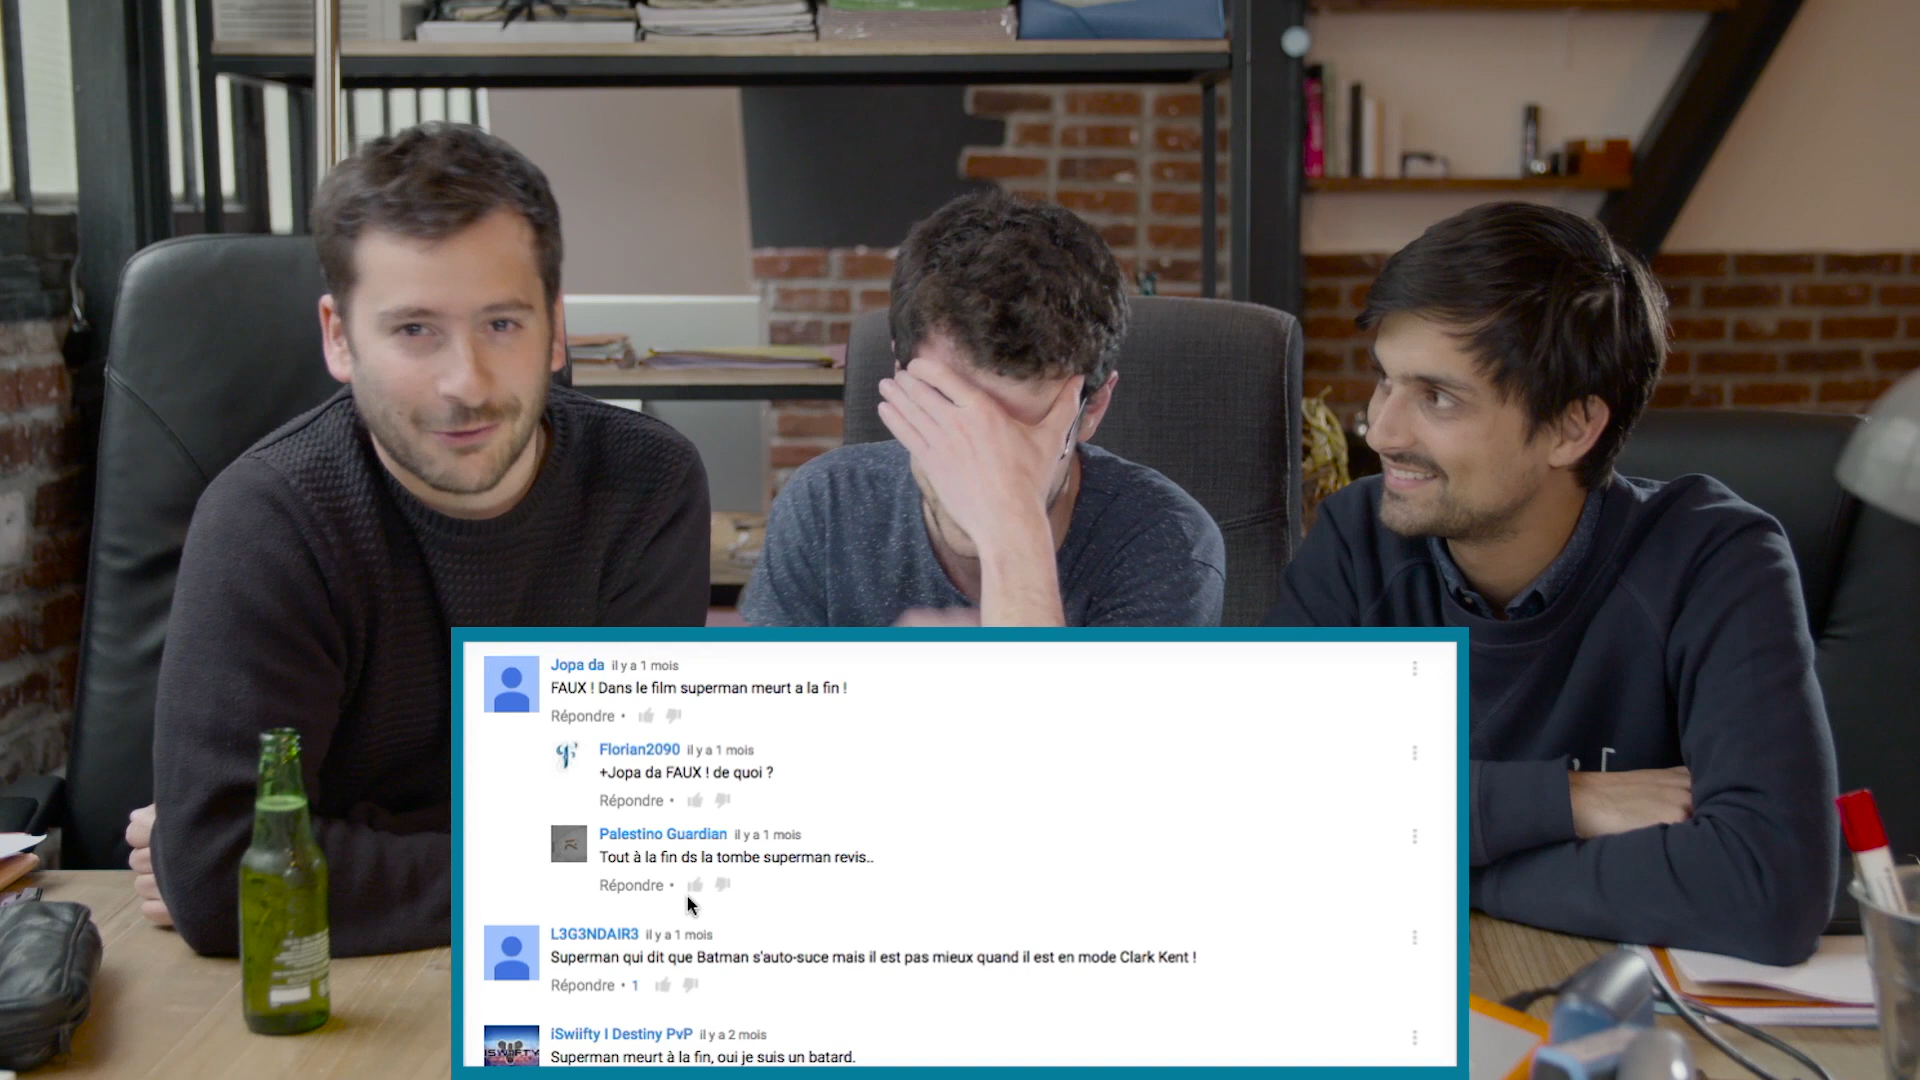 Jopa da il y a 1 mois
FAUX ! Dans le film superman meurt a la fin !
Répondre •
Florian2090 il y a 1 mois
+Jopa da FAUX ! de quoi ?
Répondre •
Palestino Guardian il y a 1 mois
Tout à la fin ds la tombe superman revis..
Répondre •
L3G3NDAIR3 il y a 1 mois
Superman qui dit que Batman s'auto-suce mais il est pas mieux quand il est en mode Clark Kent !
Répondre • 1
iSwiifty l Destiny PvP il y a 2 mois
ISWIIFTY
Superman meurt à la fin, oui je suis un batard.